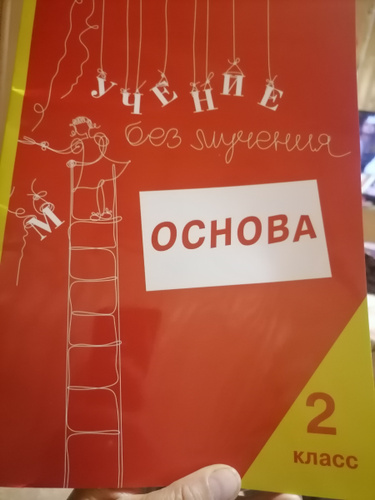 УЧЕНИЕ
без мучения
М
ОСНОВА
2
класс